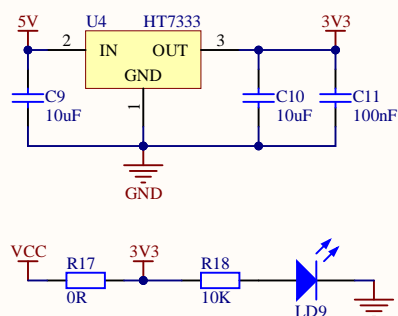 5V U4 HT7333 3V3
2 IN OUT 3
GND
C9 C10 C11
10uF 1 10uF 100nF
GND
VCC R17 3V3 R18
0R 10K LD9